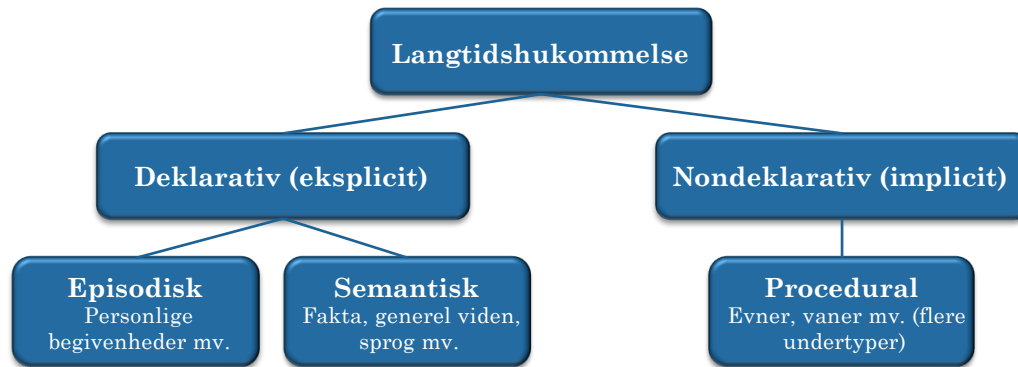 Langtidshukommelse
Deklarativ (eksplicit)
Nondeklarativ (implicit)
Episodisk
Personlige
begivenheder mv.
Semantisk
Fakta, generel viden,
sprog mv.
Procedural
Evner, vaner mv. (flere
undertyper)